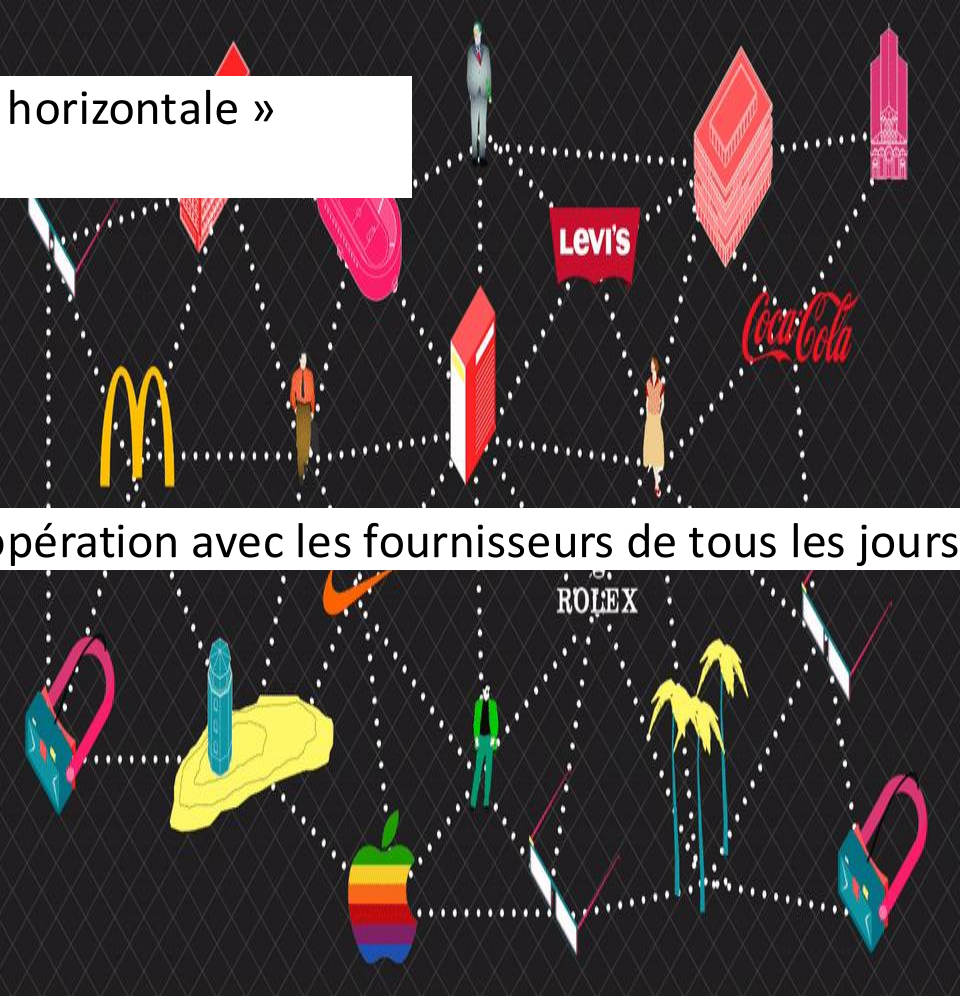 horizontale »
LEVI'S
Coca-Cola
opération avec les fournisseurs de tous les jours
ROLEX